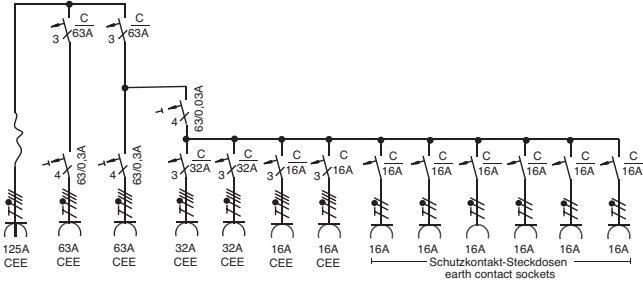 C C
3 63A 3 63A
63/0,03A
4
63/0,3A 63/0,3A C C C C C C C C C C
4 4 3 32A 3 32A 3 16A 3 16A 16A 16A 16A 16A 16A 16A
125A 63A 63A 32A 32A 16A 16A 16A 16A 16A 16A 16A 16A
CEE CEE CEE CEE CEE CEE CEE Schutzkontakt-Steckdosen
earth contact sockets